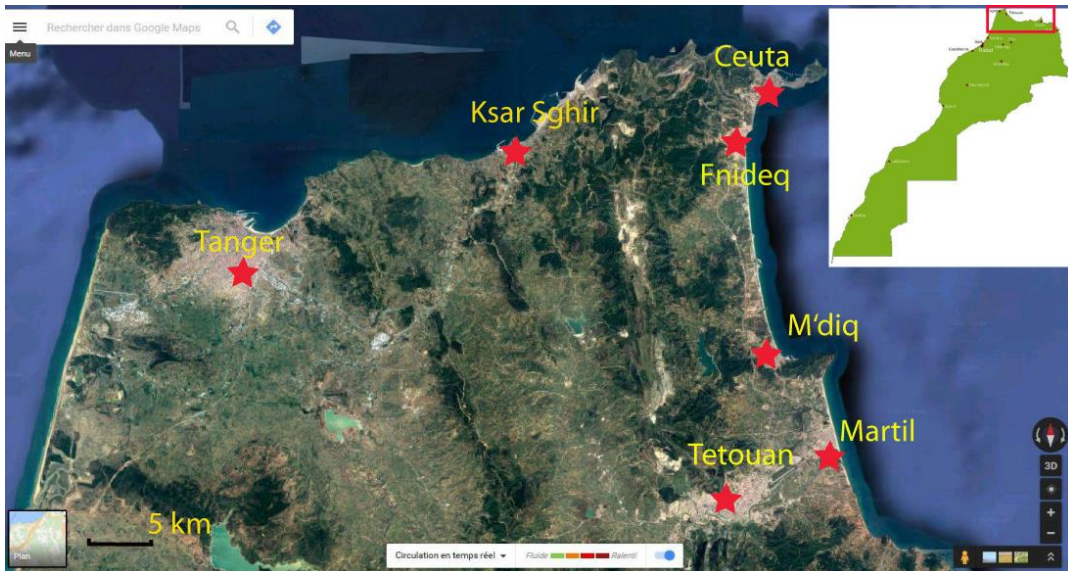 Rechercher dans Google Maps
Menu
Ceuta
Ksar Sghir
Fnideq
Tanger
M'diq
Martil
Tetouan
5 km
Plan
Circulation en temps réel
Fluide
Ralenti
3D
+
−